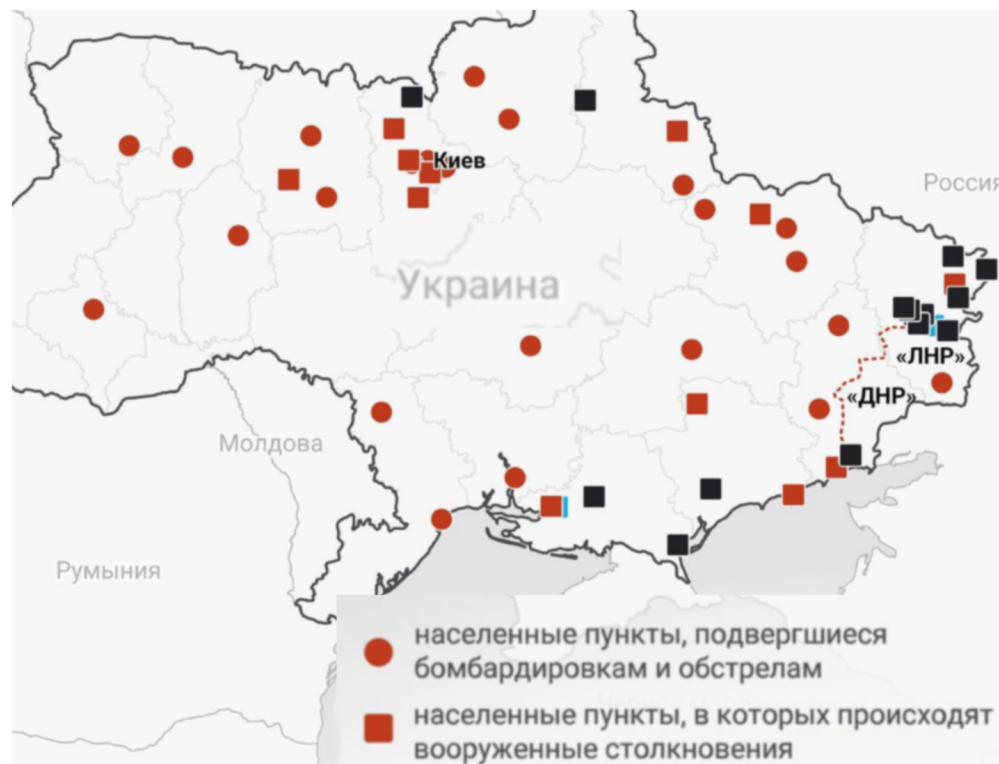 Киев
Россия
Украина
«ЛНР»
«ДНР»
Молдова
Румыния
населенные пункты, подвергшиеся
бомбардировкам и обстрелам
населенные пункты, в которых происходят
вооруженные столкновения